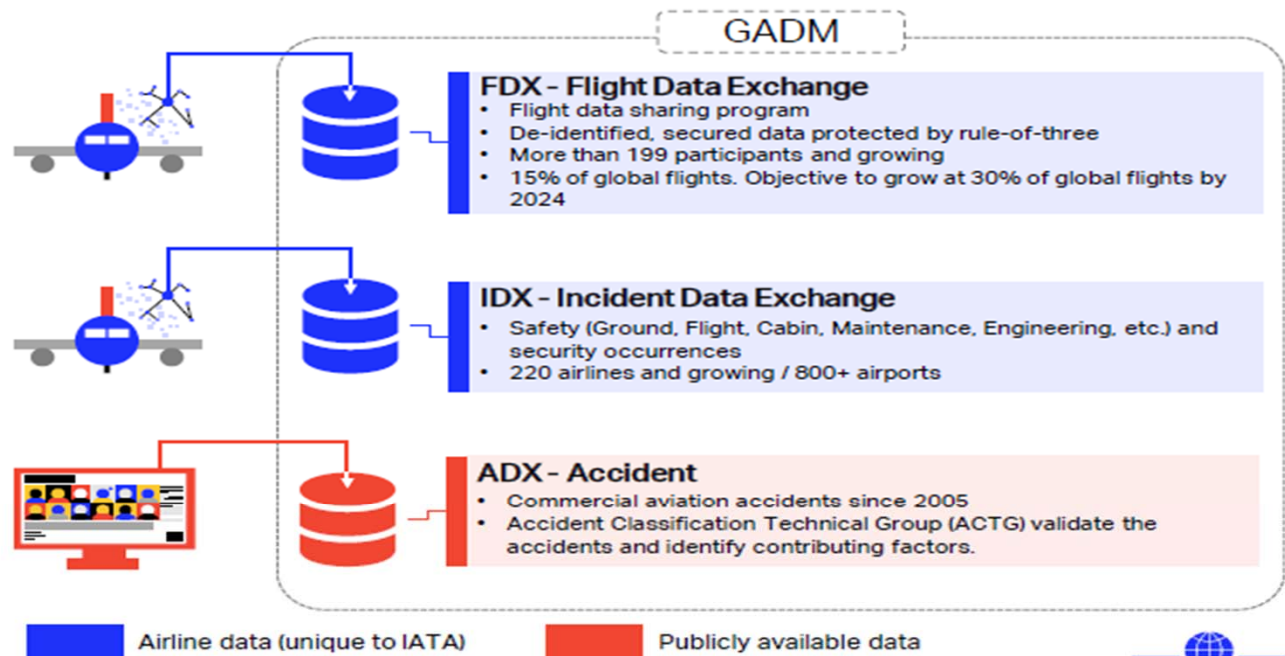 GADM
FDX - Flight Data Exchange
• Flight data sharing program
• De-identified, secured data protected by rule-of-three
• More than 199 participants and growing
• 15% of global flights. Objective to grow at 30% of global flights by
2024
IDX - Incident Data Exchange
• Safety (Ground, Flight, Cabin, Maintenance, Engineering, etc.) and
security occurrences
• 220 airlines and growing / 800+ airports
ADX - Accident
• Commercial aviation accidents since 2005
• Accident Classification Technical Group (ACTG) validate the
accidents and identify contributing factors.
Airline data (unique to IATA)
Publicly available data